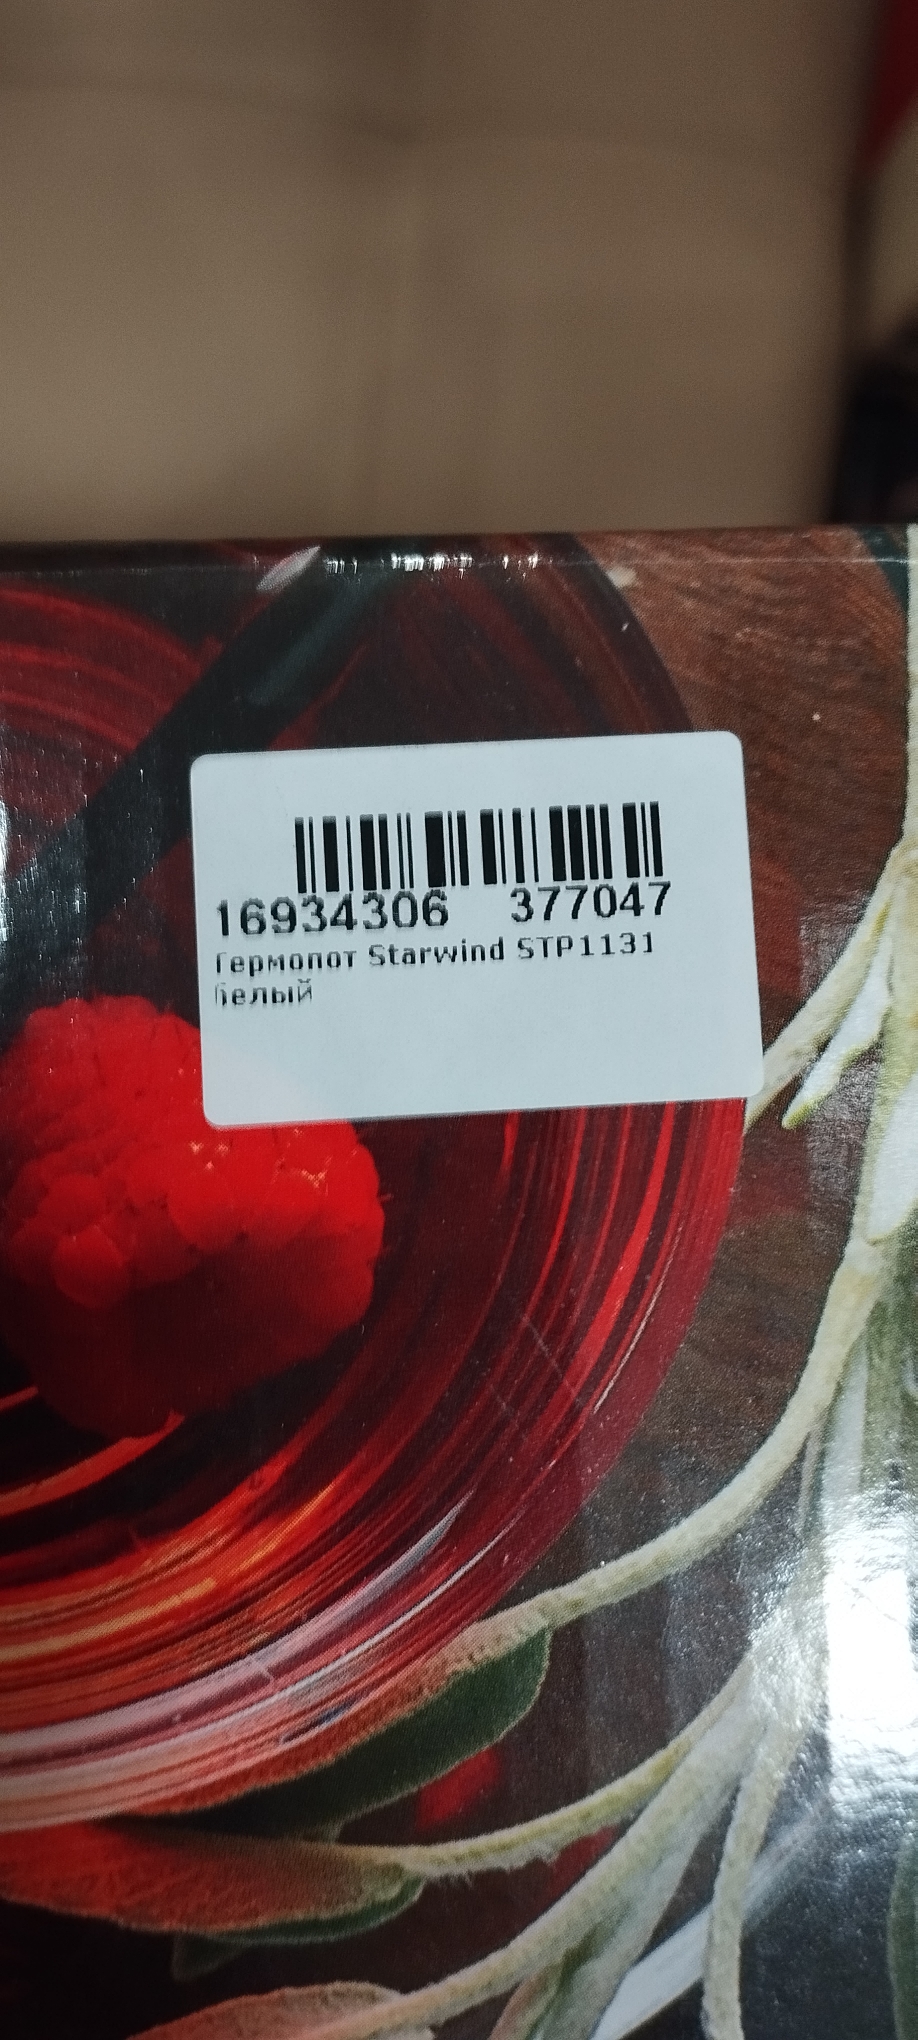 16934306 377047
Термопот Starwind STP1131
белый